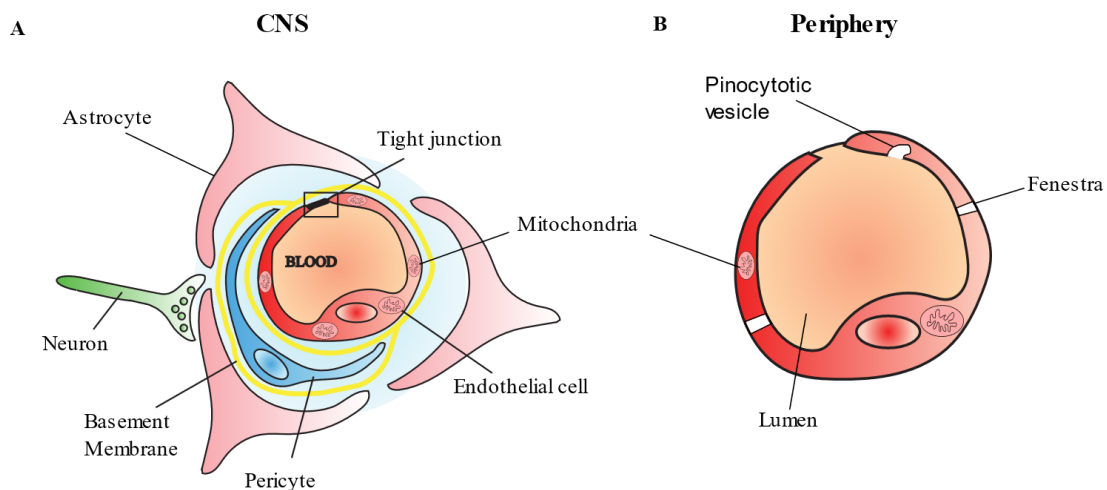 A
CNS
B
Periphery
Astrocyte
Tight junction
BLOOD
Neuron
Basement
Membrane
Pericyte
Endothelial cell
Mitochondria
Pinocytotic
vesicle
Fenestra
Lumen